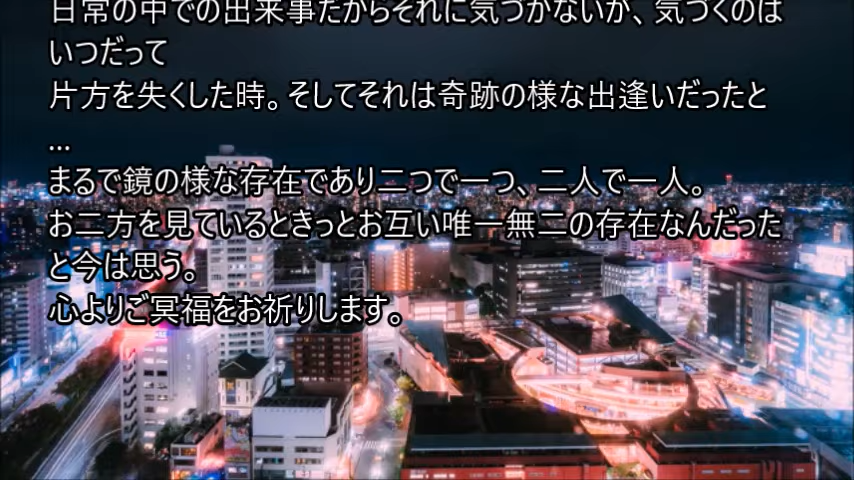 日常の中での出来事だからそれに気づかないが、気づくのは
いつだって
片方を失くした時。そしてそれは奇跡の様な出逢いだったと
…
まるで鏡の様な存在であり二つで一つ、二人で一人。
お二方を見ているときっとお互い唯一無二の存在なんだった
と今は思う。
心よりご冥福をお祈りします。